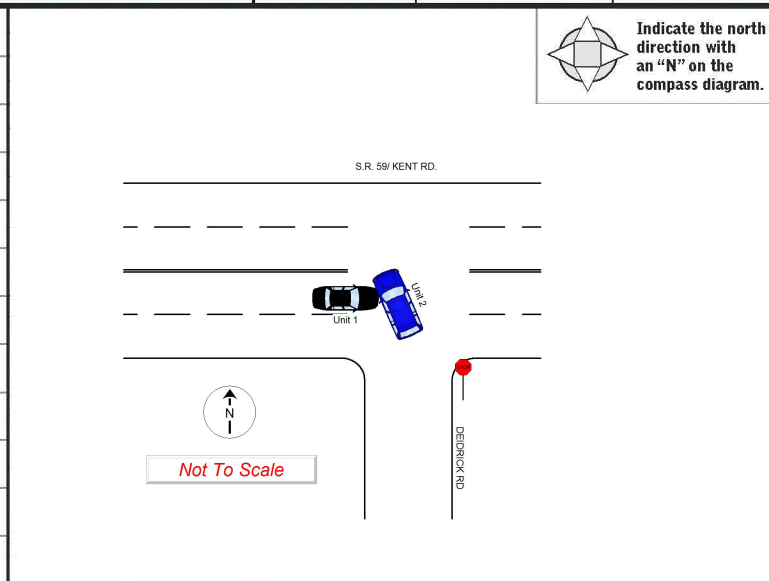 Indicate the north
direction with
an “N” on the
compass diagram.
S.R. 59/ KENT RD.
Unit 2
Unit 1
STOP
N
DEIDRICK RD
Not To Scale